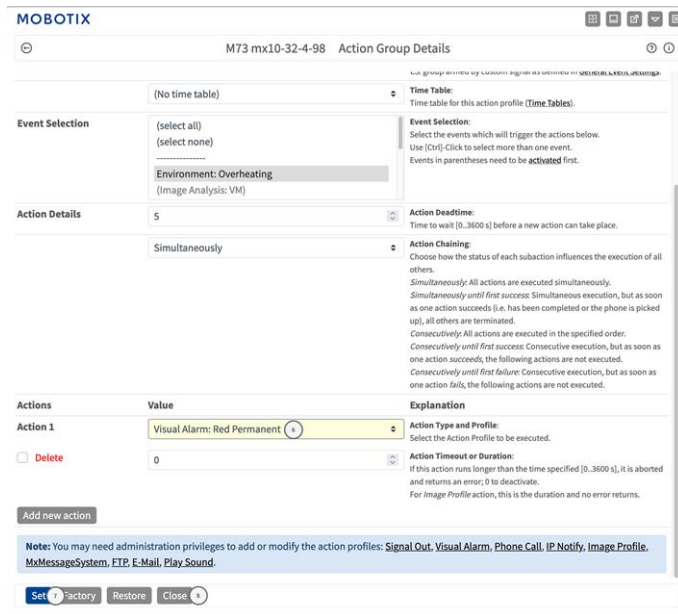 MOBOTIX
M73 mx10-32-4-98 Action Group Details
C.S. group armed by custom signal as defined in General Event Settings.
(No time table)
Time Table:
Time table for this action profile (Time Tables).
Event Selection
(select all)
(select none)
---------------
Environment: Overheating
(Image Analysis: VM)
Event Selection:
Select the events which will trigger the actions below.
Use [Ctrl]-Click to select more than one event.
Events in parentheses need to be activated first.
Action Details
5
Action Deadtime:
Time to wait [0..3600 s] before a new action can take place.
Simultaneously
Action Chaining:
Choose how the status of each subaction influences the execution of all
others.
Simultaneously: All actions are executed simultaneously.
Simultaneously until first success: Simultaneous execution, but as soon
as one action succeeds (i.e. has been completed or the phone is picked
up), all others are terminated.
Consecutively: All actions are executed in the specified order.
Consecutively until first success: Consecutive execution, but as soon as
one action succeeds, the following actions are not executed.
Consecutively until first failure: Consecutive execution, but as soon as
one action fails, the following actions are not executed.
Actions Value Explanation
Action 1
Visual Alarm: Red Permanent 6
Action Type and Profile:
Select the Action Profile to be executed.
Delete
0
Action Timeout or Duration:
If this action runs longer than the time specified [0..3600 s], it is aborted
and returns an error; 0 to deactivate.
For Image Profile action, this is the duration and no error returns.
Add new action
Note: You may need administration privileges to add or modify the action profiles: Signal Out, Visual Alarm, Phone Call, IP Notify, Image Profile,
MxMessageSystem, FTP, E-Mail, Play Sound.
Set 7 Factory Restore Close 8